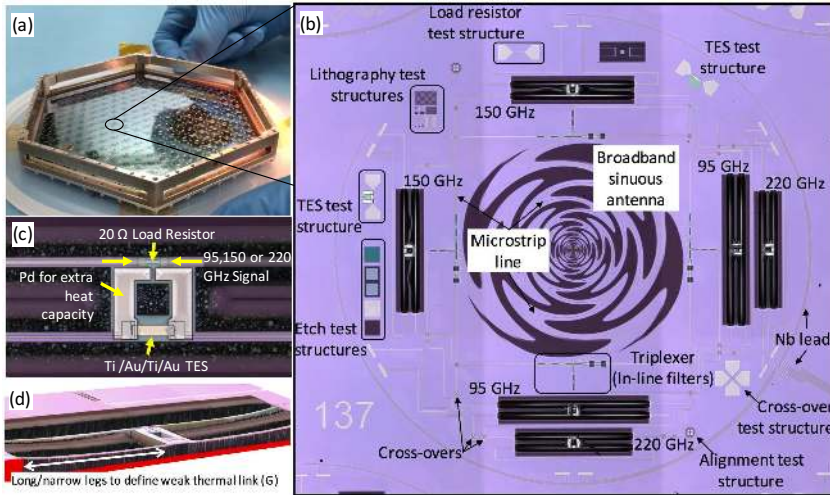 (a)
(b)
Load resistor
test structure
TES test
structure
Lithography test
structures
150 GHz
Broadband
sinuous
antenna
95 GHz
220 GHz
150 GHz
TES test
structure
Microstrip
line
Etch test
structures
Nb lead
Triplexer
(In-line filters)
Cross-over
test structure
95 GHz
137
Cross-overs
220 GHz
Alignment test
structure
(c)
20 Ω Load Resistor
95,150 or 220
GHz Signal
Pd for extra
heat
capacity
Ti /Au/Ti/Au TES
(d)
Long/narrow legs to define weak thermal link (G)